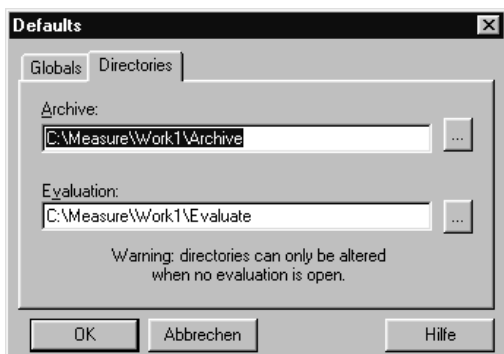 Defaults
Globals
Directories
Archive:
C:\Measure\Work1\Archive
...
Evaluation:
C:\Measure\Work1\Evaluate
...
Warning: directories can only be altered
when no evaluation is open.
OK
Abbrechen
Hilfe